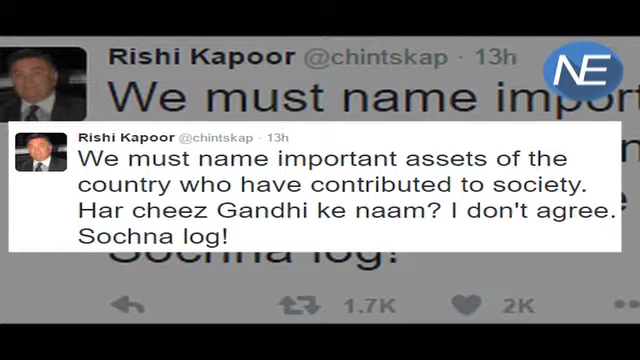 Rishi Kapoor @chintskap · 13h
NE
We must name import
Rishi Kapoor @chintskap · 13h
We must name important assets of the
country who have contributed to society.
Har cheez Gandhi ke naam? I don't agree.
Sochna log!
Sochna log!
1.7K 2K